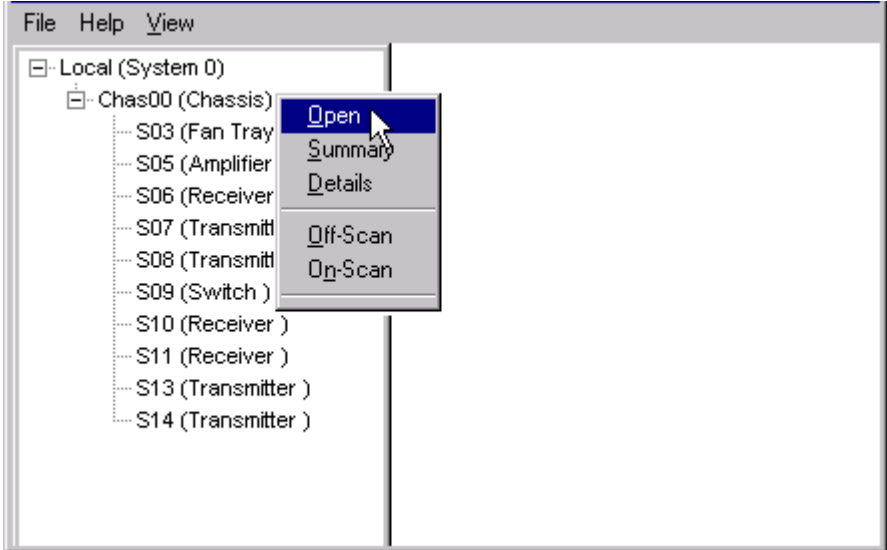 File Help View
Local (System 0)
Chas00 (Chassis)
S03 (Fan Tray
S05 (Amplifier
S06 (Receiver
S07 (Transmitt
S08 (Transmitt
S09 (Switch )
S10 (Receiver )
S11 (Receiver )
S13 (Transmitter )
S14 (Transmitter )
Open
Summary
Details
Off-Scan
On-Scan